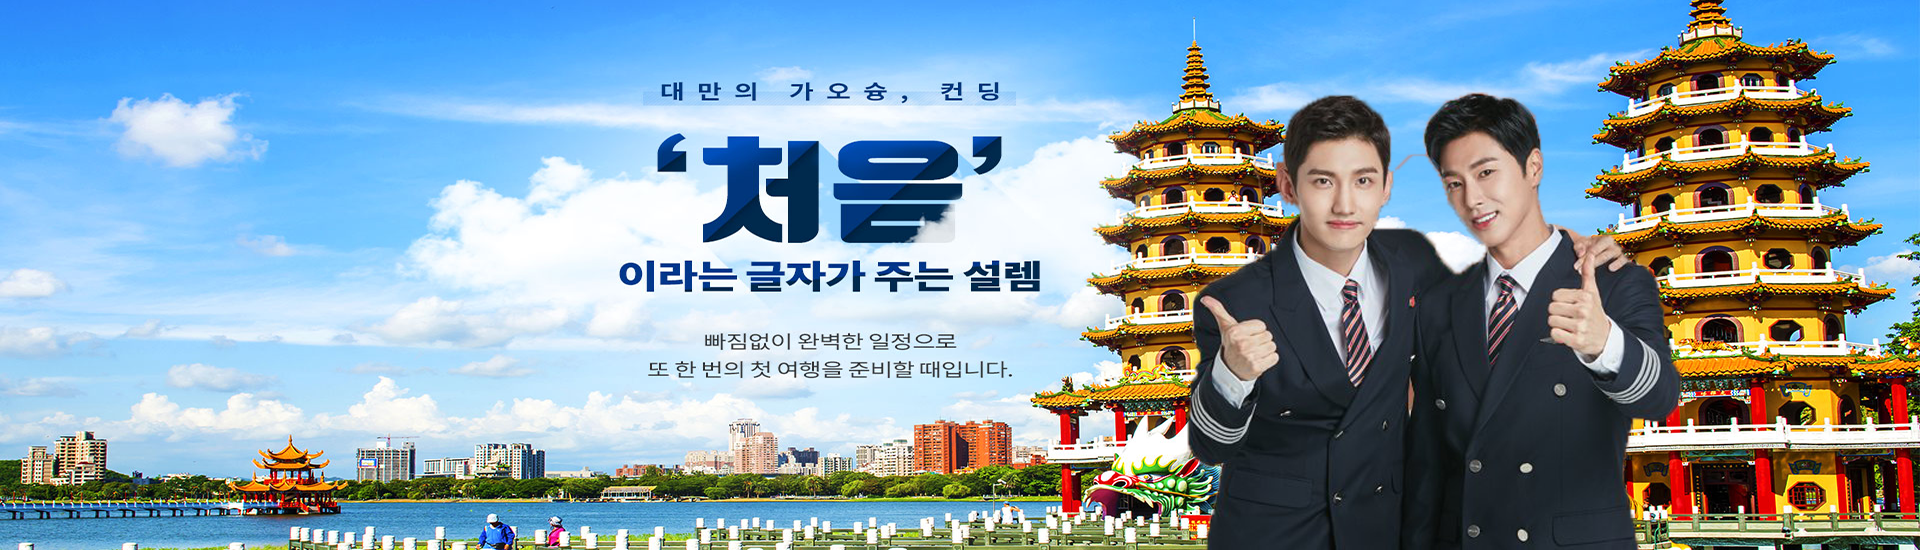 대만의 가오슝, 컨딩
‘처음’
이라는 글자가 주는 설렘
빠짐없이 완벽한 일정으로
또 한 번의 첫 여행을 준비할 때입니다.